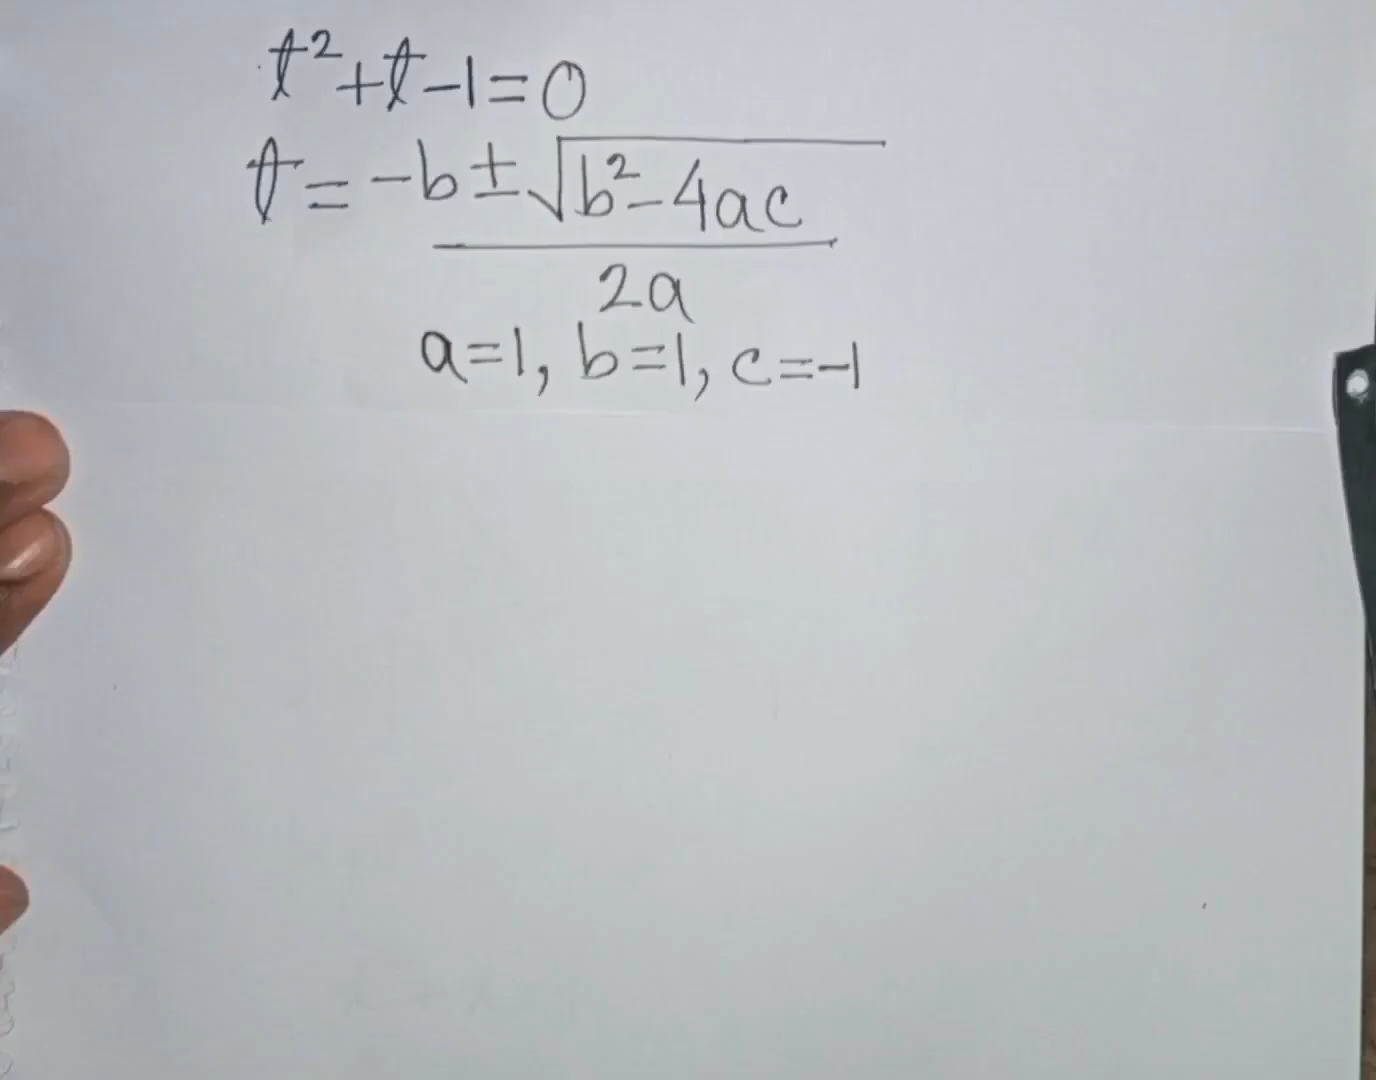 t²+t-1=0
t=-b±√b²-4ac
2a
a=1, b=1, c=-1